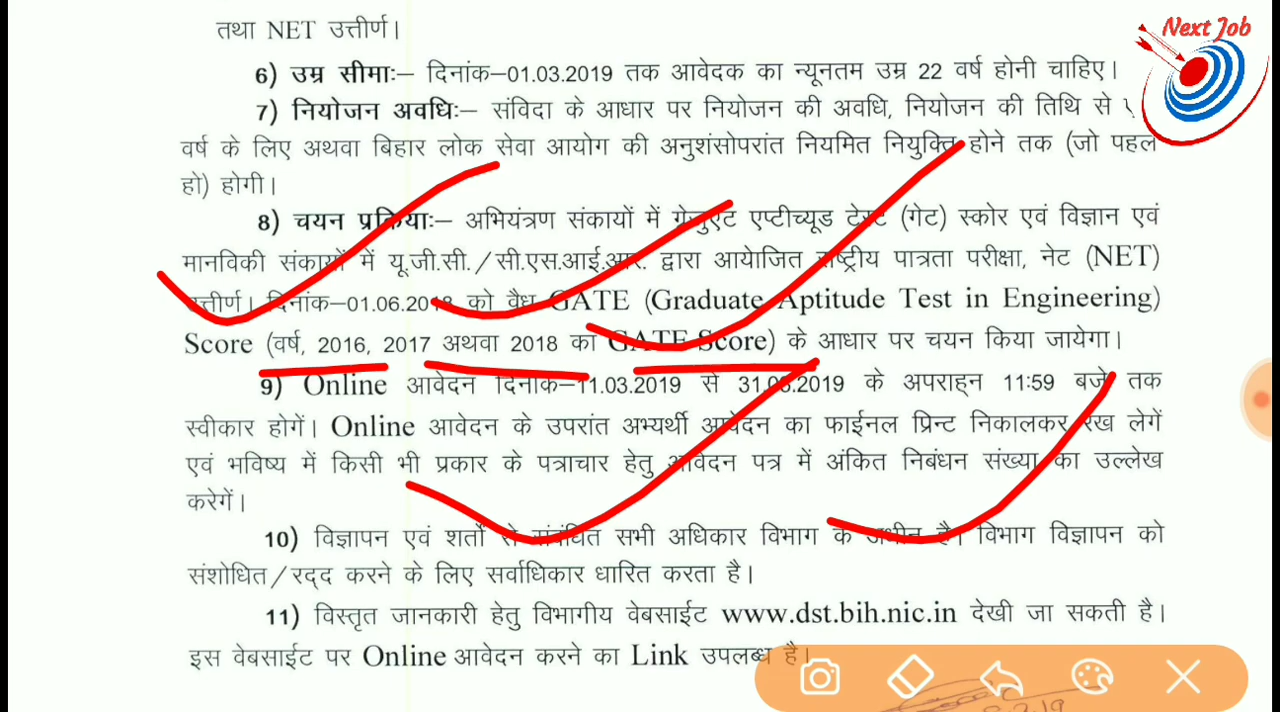 Next Job
तथा NET उत्तीर्ण।
6) उम्र सीमाः– दिनांक–01.03.2019 तक आवेदक का न्यूनतम उम्र 22 वर्ष होनी चाहिए।
7) नियोजन अवधिः– संविदा के आधार पर नियोजन की अवधि, नियोजन की तिथि से
वर्ष के लिए अथवा बिहार लोक सेवा आयोग की अनुशंसोपरांत नियमित नियुक्ति होने तक (जो पहले
हो) होगी।
8) चयन प्रक्रियाः– अभियंत्रण संकायों में ग्रेजुएट एप्टीच्यूड टेस्ट (गेट) स्कोर एवं विज्ञान एवं
मानविकी संकायों में यू.जी.सी./सी.एस.आई.आर. द्वारा आयोजित राष्ट्रीय पात्रता परीक्षा, नेट (NET)
उत्तीर्ण। दिनांक–01.06.2018 को वैध GATE (Graduate Aptitude Test in Engineering)
Score (वर्ष, 2016, 2017 अथवा 2018 का GATE Score) के आधार पर चयन किया जायेगा।
9) Online आवेदन दिनांक–11.03.2019 से 31.03.2019 के अपराह्न 11:59 बजे तक
स्वीकार होगें। Online आवेदन के उपरांत अभ्यर्थी आवेदन का फाईनल प्रिन्ट निकालकर रख लेगें
एवं भविष्य में किसी भी प्रकार के पत्राचार हेतु आवेदन पत्र में अंकित निबंधन संख्या का उल्लेख
करेगें।
10) विज्ञापन एवं शर्तो से संबंधित सभी अधिकार विभाग के अधीन है। विभाग विज्ञापन को
संशोधित/रद्द करने के लिए सर्वाधिकार धारित करता है।
11) विस्तृत जानकारी हेतु विभागीय वेबसाईट www.dst.bih.nic.in देखी जा सकती है।
इस वेबसाईट पर Online आवेदन करने का Link उपलब्ध है।